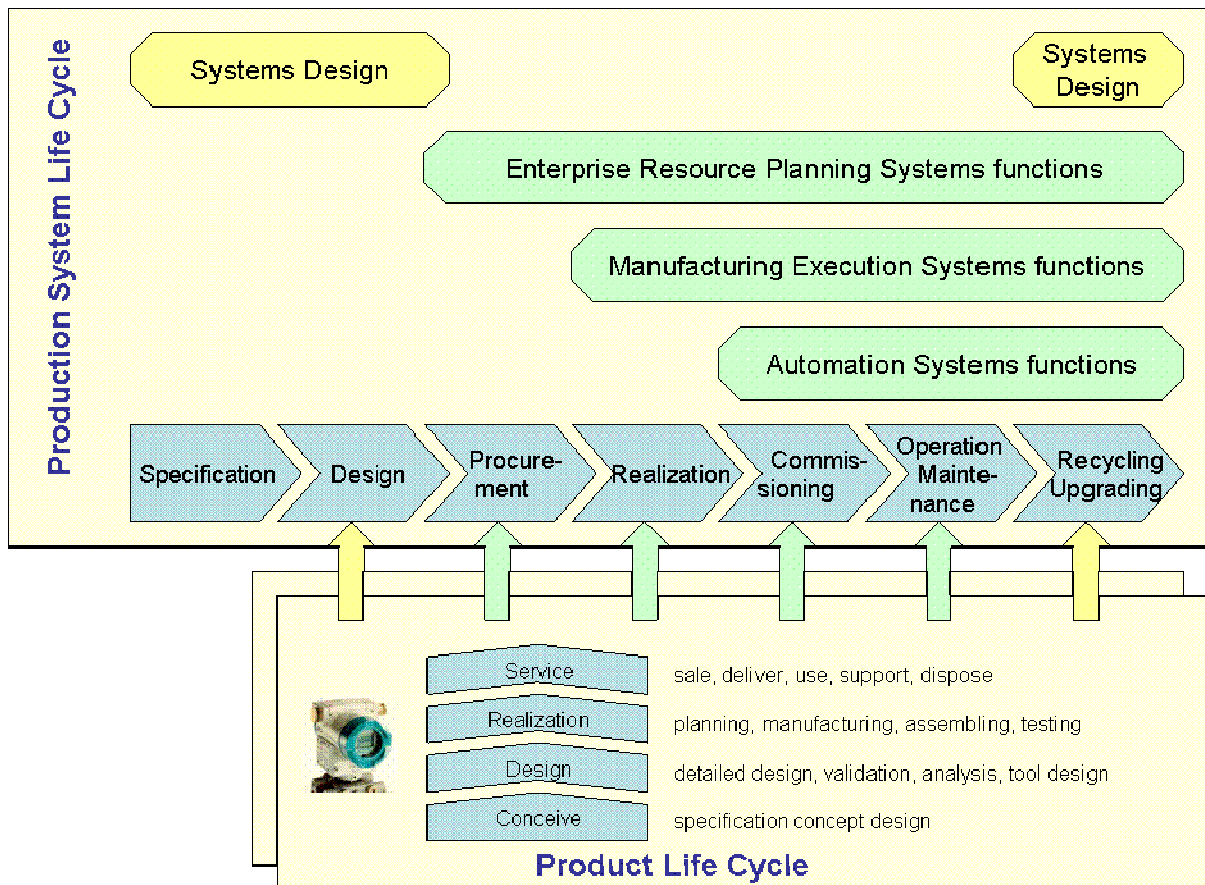 Production System Life Cycle
Systems Design
Systems
Design
Enterprise Resource Planning Systems functions
Manufacturing Execution Systems functions
Automation Systems functions
Specification
Design
Procure-
ment
Realization
Commis-
sioning
Operation
Mainte-
nance
Recycling
Upgrading
Service
sale, deliver, use, support, dispose
Realization
planning, manufacturing, assembling, testing
Design
detailed design, validation, analysis, tool design
Conceive
specification concept design
Product Life Cycle